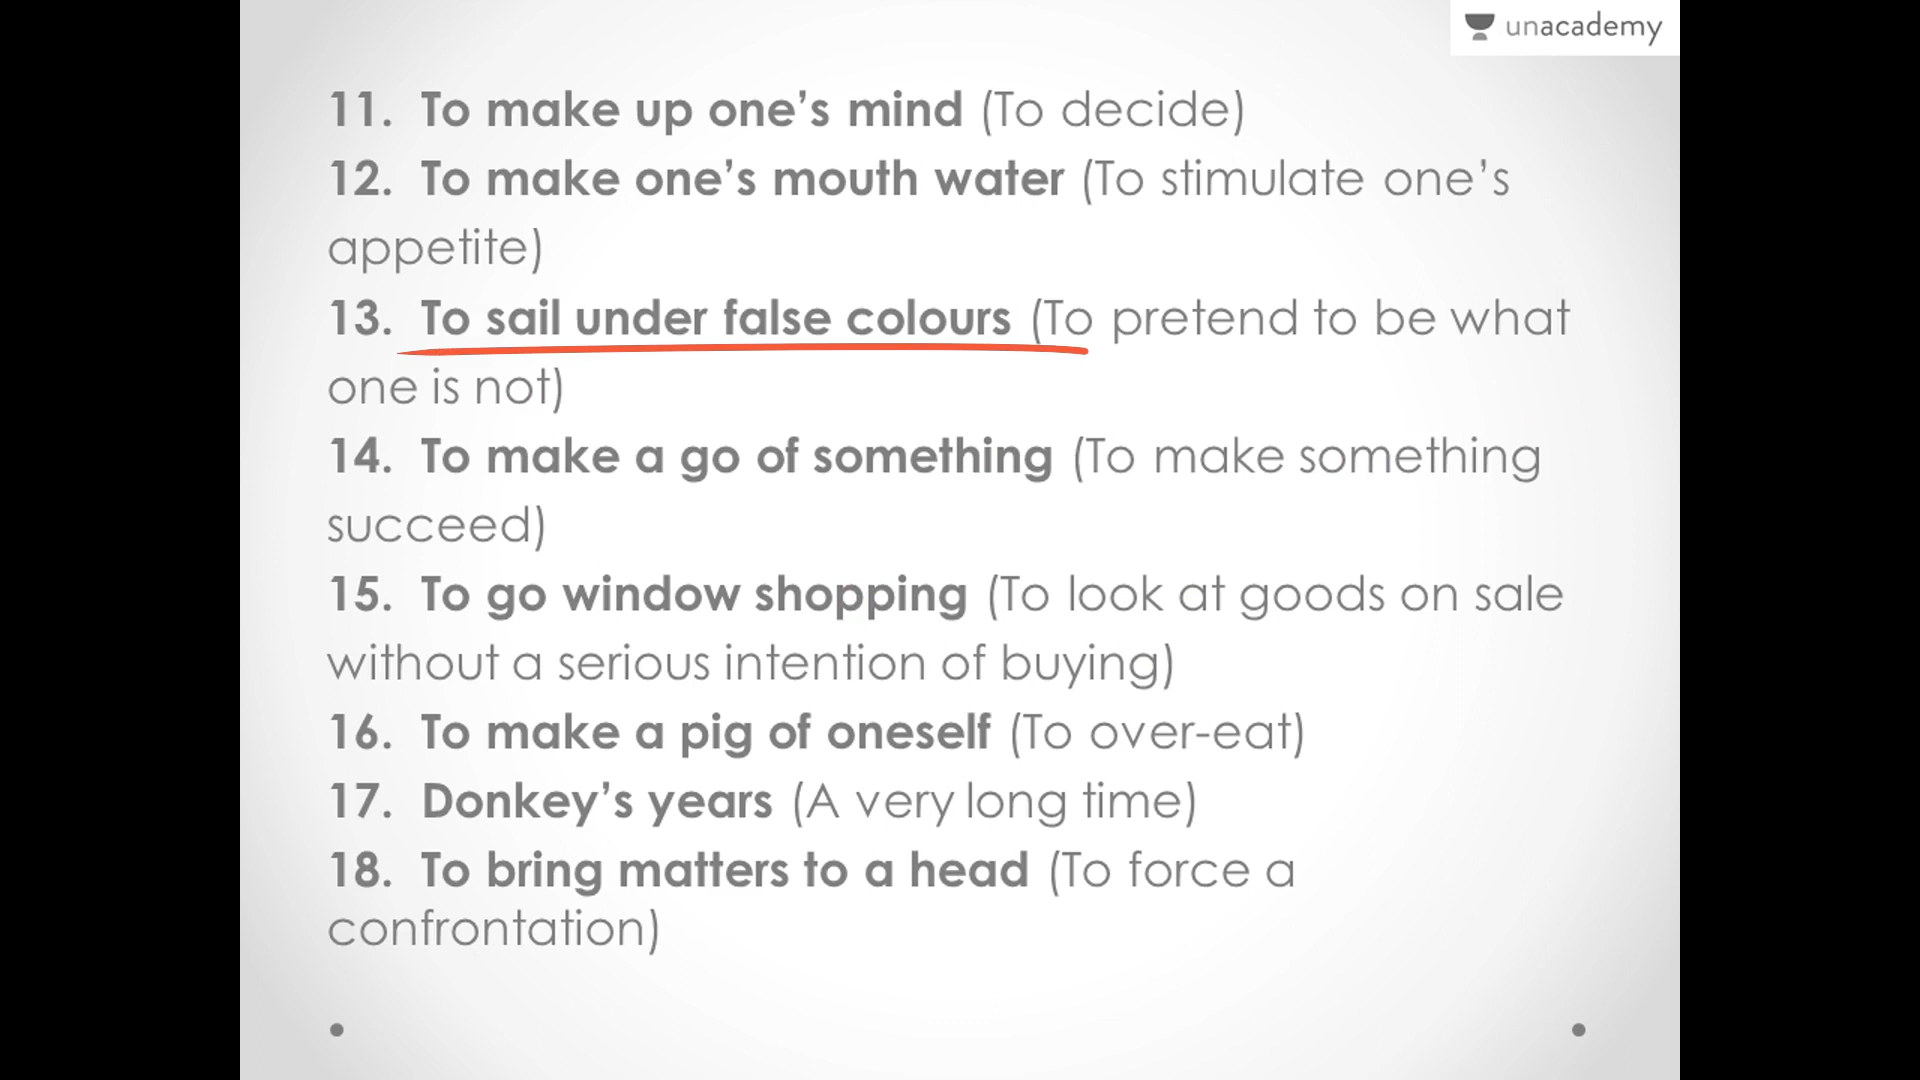 unacademy
11. To make up one’s mind (To decide)
12. To make one’s mouth water (To stimulate one’s
appetite)
13. To sail under false colours (To pretend to be what
one is not)
14. To make a go of something (To make something
succeed)
15. To go window shopping (To look at goods on sale
without a serious intention of buying)
16. To make a pig of oneself (To over-eat)
17. Donkey’s years (A very long time)
18. To bring matters to a head (To force a
confrontation)